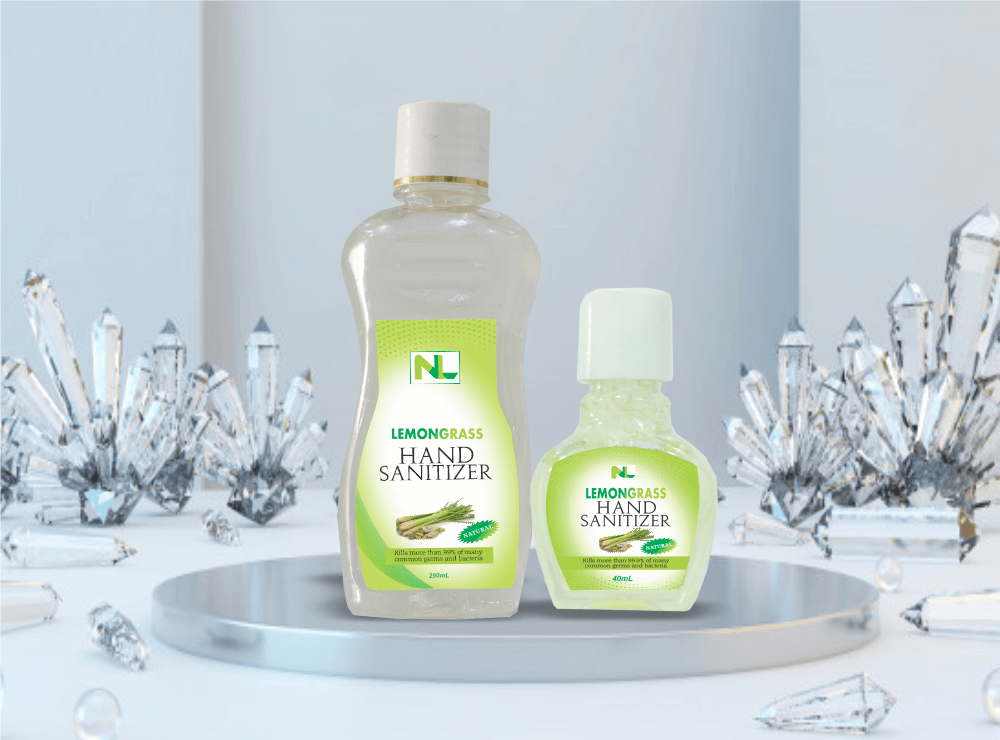 NL
LEMONGRASS
HAND
SANITIZER
NATURAL
Kills more than 99% of many
common germs and bacteria
250mL
NL
LEMONGRASS
HAND
SANITIZER
NATURAL
Kills more than 99.9% of many
common germs and bacteria
40mL